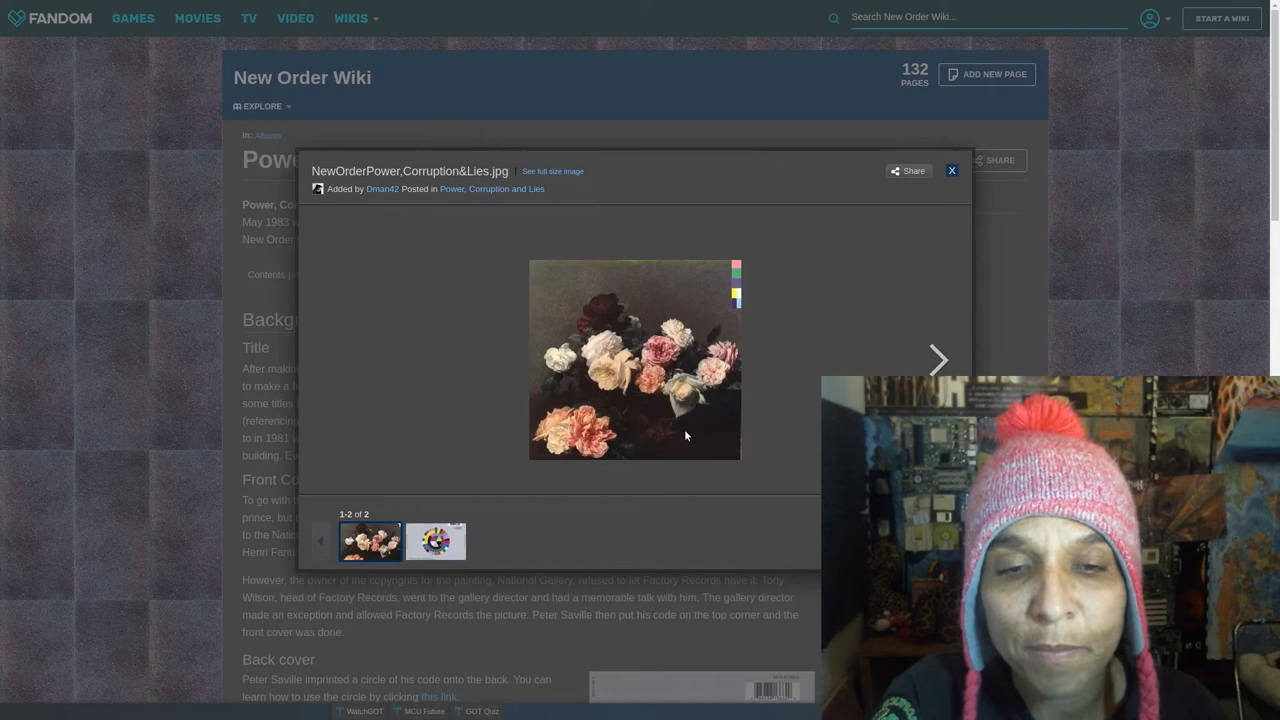 FANDOM
GAMES
MOVIES
TV
VIDEO
WIKIS
Search New Order Wiki...
START A WIKI
New Order Wiki
132
PAGES
ADD NEW PAGE
EXPLORE
in: Albums
Powe
SHARE
NewOrderPower,Corruption&Lies.jpg
See full size image
Share
X
Added by Dman42 Posted in Power, Corruption and Lies
Power, Cor
May 1983 w
New Order
Contents
Backg
Title
After makin
to make a f
some titles
(referencing
to in 1981 w
building. Ev
Front Co
To go with t
prince, but
to the Natio
Henri Fanti
1-2 of 2
However, the owner of the copyrights for the painting, National Gallery, refused to let Factory Records have it. Tony
Wilson, head of Factory Records, went to the gallery director and had a memorable talk with him. The gallery director
made an exception and allowed Factory Records the picture. Peter Saville then put his code on the top corner and the
front cover was done.
Back cover
Peter Saville imprinted a circle of his code onto the back. You can
learn how to use the circle by clicking this link.
WatchGOT
MCU Future
GOT Quiz